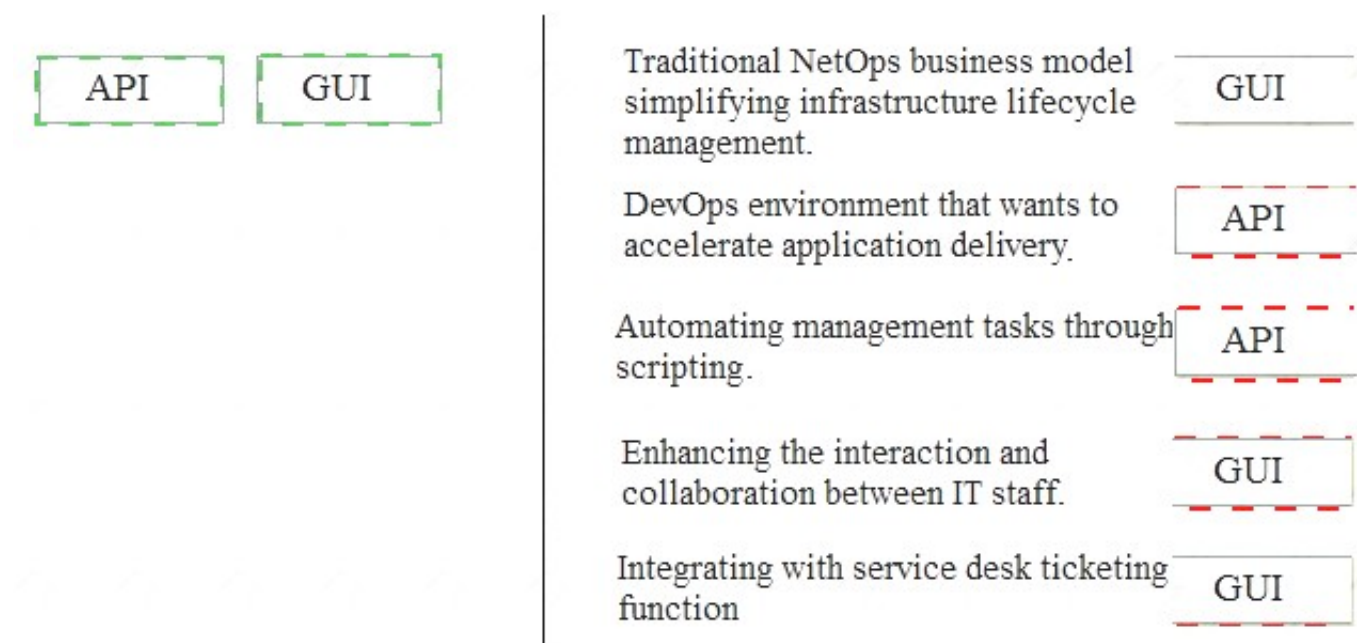 API
GUI
Traditional NetOps business model
simplifying infrastructure lifecycle
management.
GUI
DevOps environment that wants to
accelerate application delivery.
API
Automating management tasks through
scripting.
API
Enhancing the interaction and
collaboration between IT staff.
GUI
Integrating with service desk ticketing
function
GUI